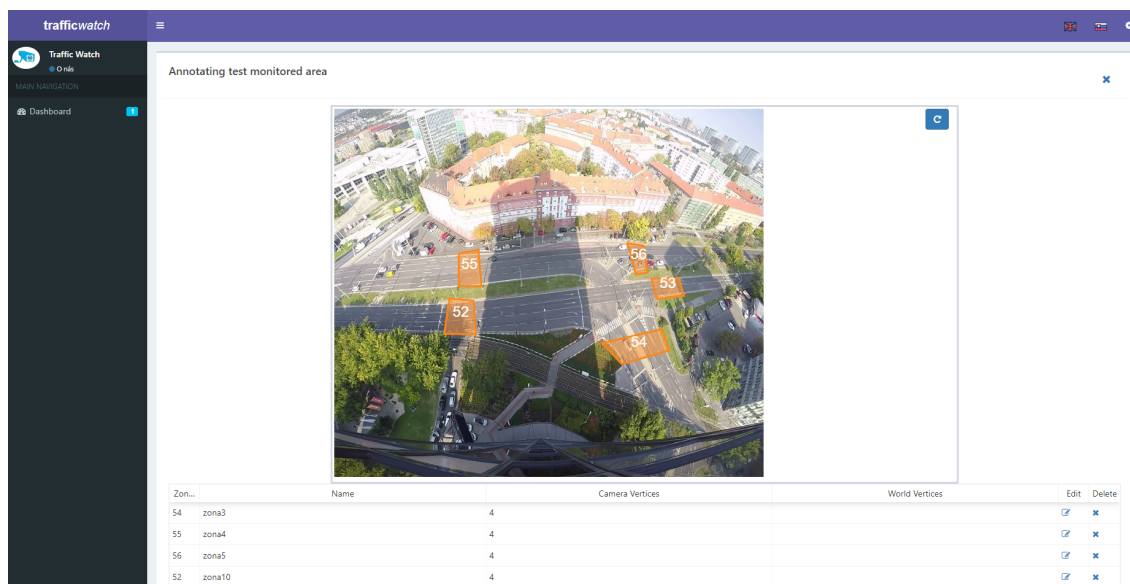 trafficwatch
Traffic Watch
O nás
MAIN NAVIGATION
Dashboard 1
Annotating test monitored area
55
56
53
52
54
Zon... Name Camera Vertices World Vertices Edit Delete
54 zona3 4
55 zona4 4
56 zona5 4
52 zona10 4